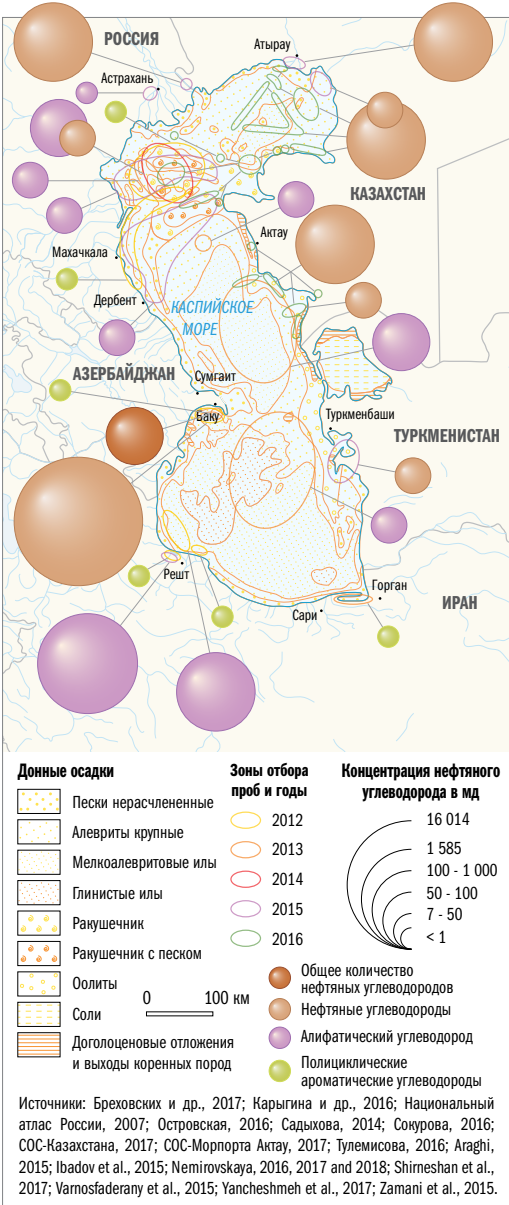 РОССИЯ
Атырау
Астрахань
КАЗАХСТАН
Актау
Махачкала
Дербент
КАСПИЙСКОЕ
МОРЕ
АЗЕРБАЙДЖАН
Сумгаит
Баку
Туркменбаши
ТУРКМЕНИСТАН
Решт
Горган
Сари
ИРАН
Донные осадки
Пески нерасчлененные
Алевриты крупные
Мелкоалевритовые илы
Глинистые илы
Ракушечник
Ракушечник с песком
Оолиты
Соли
Доголоценовые отложения
и выходы коренных пород
Зоны отбора
проб и годы
2012
2013
2014
2015
2016
0 100 км
Концентрация нефтяного
углеводорода в мд
16 014
1 585
100 - 1 000
50 - 100
7 - 50
< 1
Общее количество
нефтяных углеводородов
Нефтяные углеводороды
Алифатический углеводород
Полициклические
ароматические углеводороды
Источники: Бреховских и др., 2017; Карыгина и др., 2016; Национальный
атлас России, 2007; Островская, 2016; Садыхова, 2014; Сокурова, 2016;
СОС-Казахстана, 2017; СОС-Морпорта Актау, 2017; Тулемисова, 2016; Araghi,
2015; Ibadov et al., 2015; Nemirovskaya, 2016, 2017 and 2018; Shirneshan et al.,
2017; Varnosfaderany et al., 2015; Yancheshmeh et al., 2017; Zamani et al., 2015.